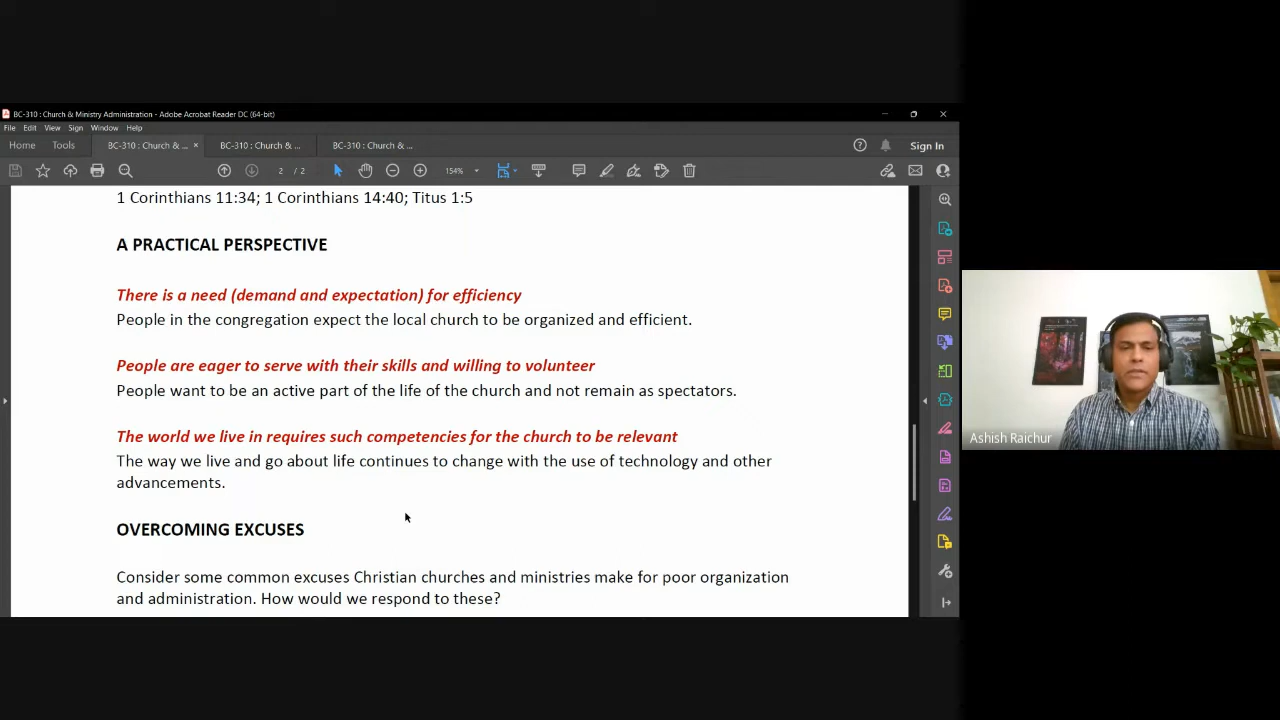 BC-310 : Church & Ministry Administration - Adobe Acrobat Reader DC (64-bit)
File Edit View Sign Window Help
Home Tools BC-310 : Church & ... × BC-310 : Church & ... BC-310 : Church & ... Sign In
2 / 2 154%
1 Corinthians 11:34; 1 Corinthians 14:40; Titus 1:5
A PRACTICAL PERSPECTIVE
There is a need (demand and expectation) for efficiency
People in the congregation expect the local church to be organized and efficient.
People are eager to serve with their skills and willing to volunteer
People want to be an active part of the life of the church and not remain as spectators.
The world we live in requires such competencies for the church to be relevant
The way we live and go about life continues to change with the use of technology and other
advancements.
OVERCOMING EXCUSES
Consider some common excuses Christian churches and ministries make for poor organization
and administration. How would we respond to these?
Ashish Raichur